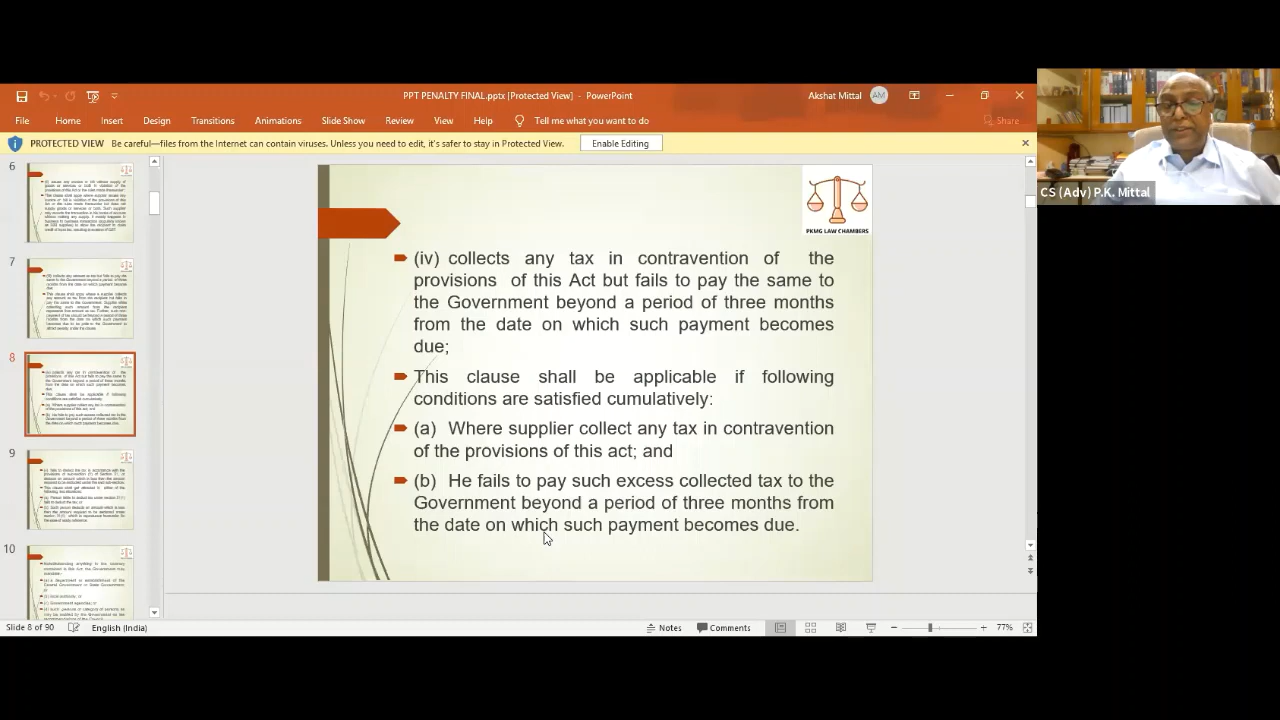 PPT PENALTY FINAL.pptx [Protected View] - PowerPoint
Akshat Mittal
AM
File Home Insert Design Transitions Animations Slide Show Review View Help Tell me what you want to do Share
PROTECTED VIEW Be careful—files from the Internet can contain viruses. Unless you need to edit, it's safer to stay in Protected View. Enable Editing
CS (Adv) P.K. Mittal
6
7
8
9
10
PKMG LAW CHAMBERS
(iv) collects any tax in contravention of the
provisions of this Act but fails to pay the same to
the Government beyond a period of three months
from the date on which such payment becomes
due;
This clause shall be applicable if following
conditions are satisfied cumulatively:
(a) Where supplier collect any tax in contravention
of the provisions of this act; and
(b) He fails to pay such excess collected tax to the
Government beyond a period of three months from
the date on which such payment becomes due.
Slide 8 of 90 English (India) Notes Comments 77%